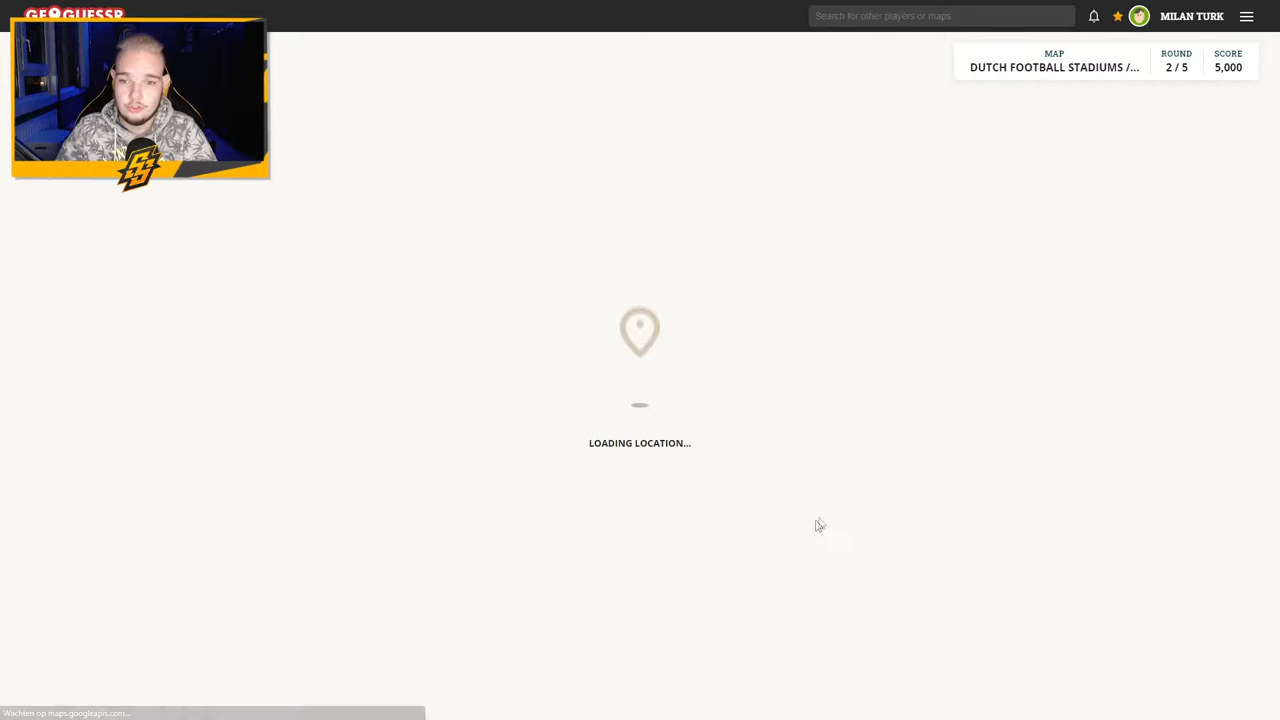 GEOGUESSR
Search for other players or maps
MILAN TURK
MAP
DUTCH FOOTBALL STADIUMS /...
ROUND
2 / 5
SCORE
5,000
LOADING LOCATION...
Wachten op maps.googleapis.com...